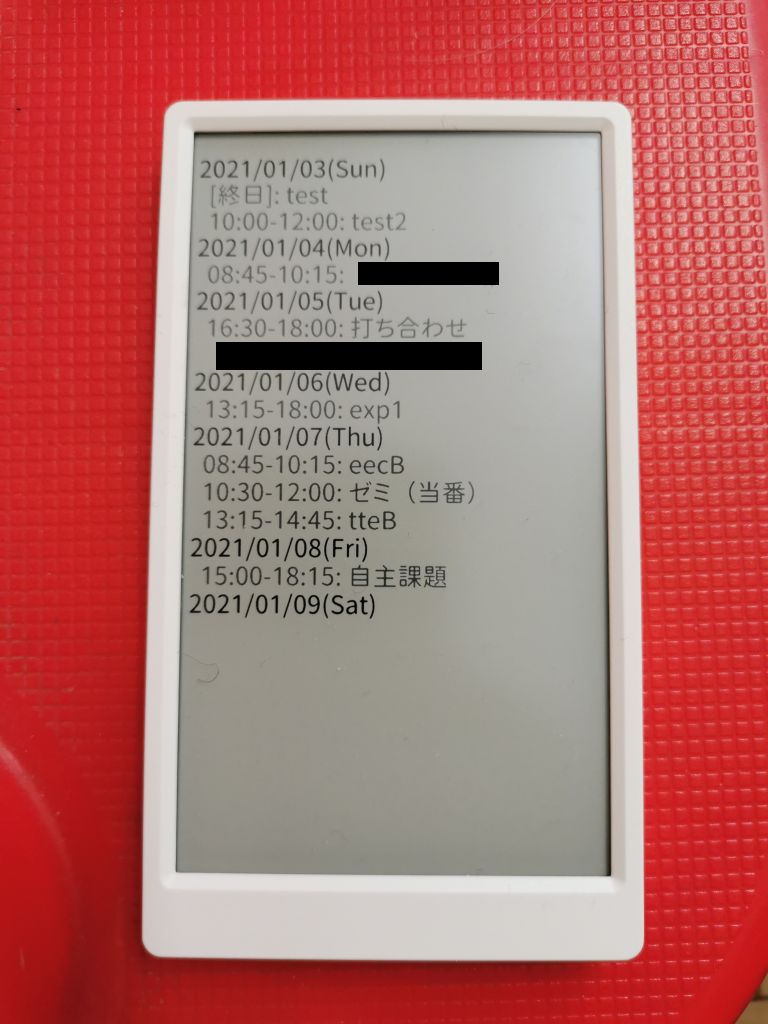 2021/01/03(Sun)
[終日]: test
10:00-12:00: test2
2021/01/04(Mon)
08:45-10:15:
2021/01/05(Tue)
16:30-18:00: 打ち合わせ
2021/01/06(Wed)
13:15-18:00: exp1
2021/01/07(Thu)
08:45-10:15: eecB
10:30-12:00: ゼミ（当番）
13:15-14:45: tteB
2021/01/08(Fri)
15:00-18:15: 自主課題
2021/01/09(Sat)